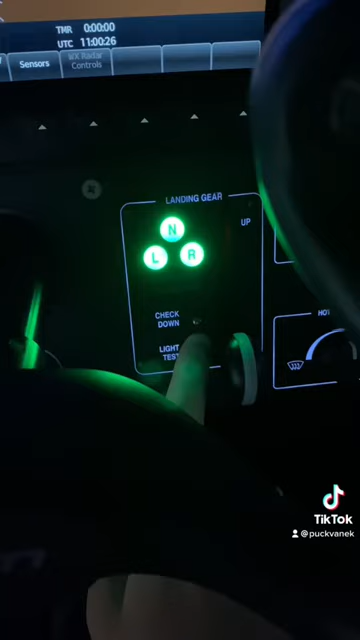 TMR 0:00:00
UTC 11:00:26
Sensors
WX Radar
Controls
LANDING GEAR
UP
N
L
R
CHECK
DOWN
LIGHT
TEST
HOT
TikTok
@puckvanek